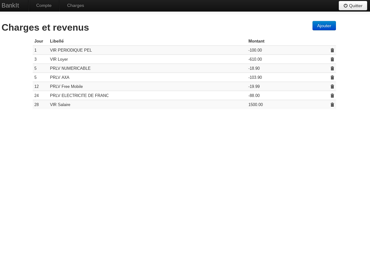 BankIt Compte Charges Quitter
Charges et revenus
Ajouter
Jour Libellé Montant
1 VIR PERIODIQUE PEL -100.00
3 VIR Loyer -610.00
5 PRLV NUMERICABLE -19.90
5 PRLV AXA -103.90
12 PRLV Free Mobile -19.99
24 PRLV ELECTRICITE DE FRANC -88.00
28 VIR Salaire 1500.00